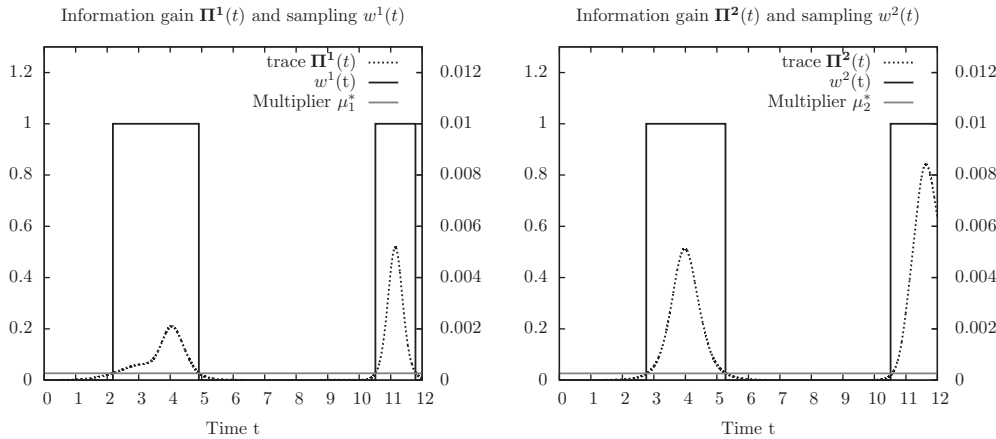 Information gain Π¹(t) and sampling w¹(t)
trace Π¹(t)
w¹(t)
Multiplier μ₁*
1.2
1
0.8
0.6
0.4
0.2
0
0.012
0.01
0.008
0.006
0.004
0.002
0
0 1 2 3 4 5 6 7 8 9 10 11 12
Time t
Information gain Π²(t) and sampling w²(t)
trace Π²(t)
w²(t)
Multiplier μ₂*
1.2
1
0.8
0.6
0.4
0.2
0
0.012
0.01
0.008
0.006
0.004
0.002
0
0 1 2 3 4 5 6 7 8 9 10 11 12
Time t